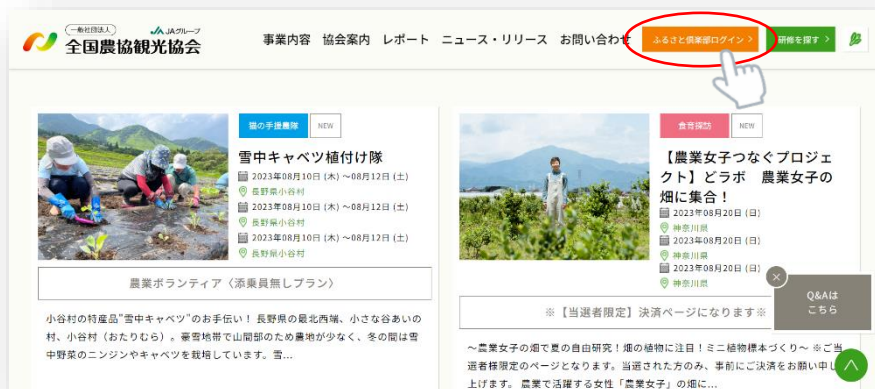 一般社団法人 JAグループ
全国農協観光協会
事業内容 協会案内 レポート ニュース・リリース お問い合わせ
ふるさと倶楽部ログイン >
研修を探す >
猫の手援農隊 NEW
雪中キャベツ植付け隊
2023年08月10日 (木) ～08月12日 (土)
長野県小谷村
2023年08月10日 (木) ～08月12日 (土)
長野県小谷村
2023年08月10日 (木) ～08月12日 (土)
長野県小谷村
農業ボランティア〈添乗員無しプラン〉
小谷村の特産品"雪中キャベツ"のお手伝い！ 長野県の最北西端、小さな谷あいの
村、小谷村（おたりむら）。豪雪地帯で山間部のため農地が少なく、冬の間は雪
中野菜のニンジンやキャベツを栽培しています。雪...
食育探訪 NEW
【農業女子つなぐプロジェ
クト】どラボ 農業女子の
畑に集合！
2023年08月20日 (日)
神奈川県
2023年08月20日 (日)
神奈川県
2023年08月20日 (日)
神奈川県
※【当選者限定】決済ページになります※
～農業女子の畑で夏の自由研究！畑の植物に注目！ミニ植物標本づくり～ ※ご当
選者様限定のページとなります。当選された方のみ、事前にご決済をお願い申し
上げます。 農業で活躍する女性「農業女子」の畑に...
Q&Aは
こちら